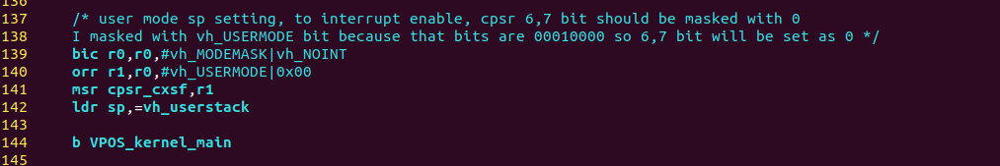 136
137 /* user mode sp setting, to interrupt enable, cpsr 6,7 bit should be masked with 0
138 I masked with vh_USERMODE bit because that bits are 00010000 so 6,7 bit will be set as 0 */
139 bic r0,r0,#vh_MODEMASK|vh_NOINT
140 orr r1,r0,#vh_USERMODE|0x00
141 msr cpsr_cxsf,r1
142 ldr sp,=vh_userstack
143
144 b VPOS_kernel_main
145